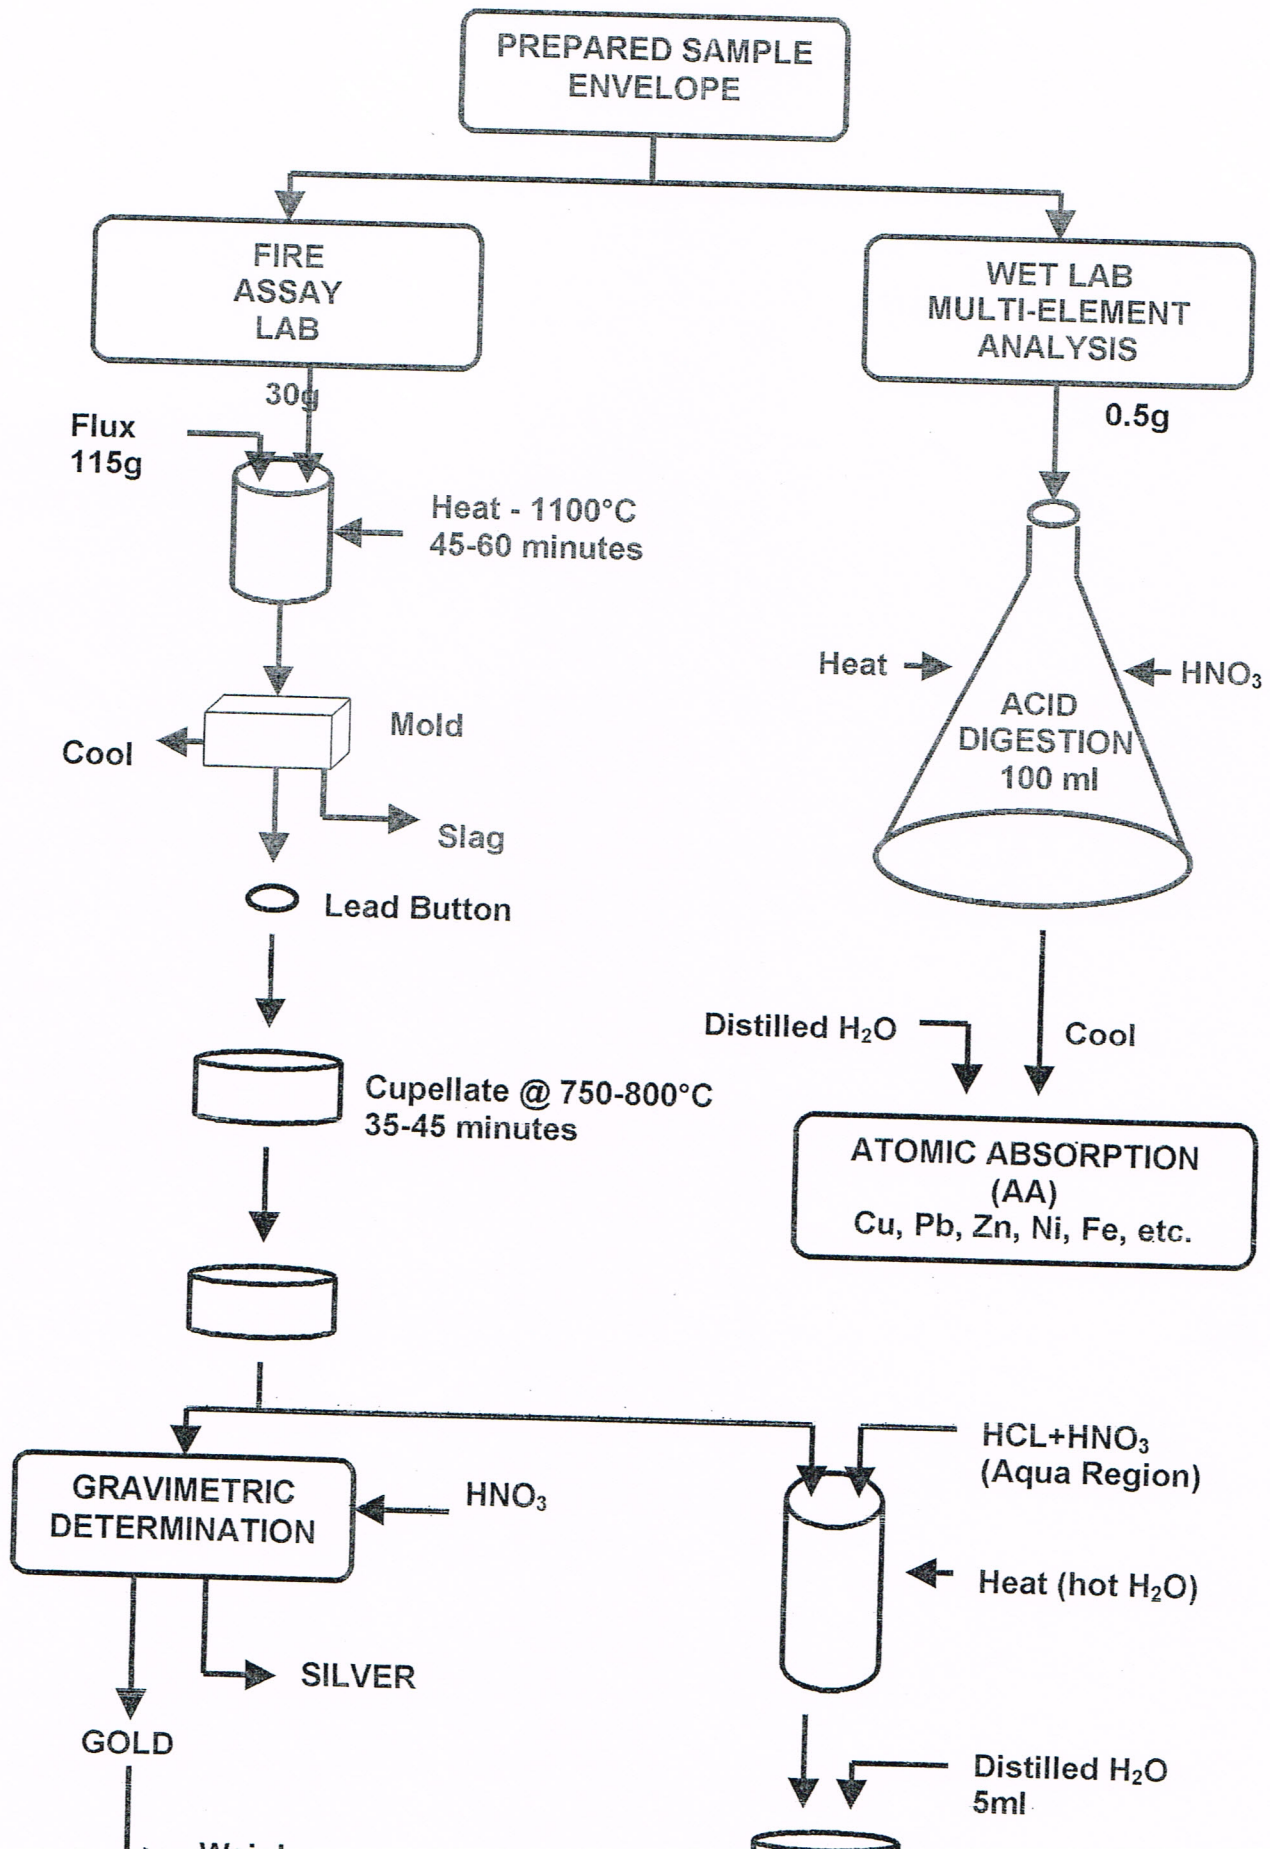 PREPARED SAMPLE
ENVELOPE
FIRE
ASSAY
LAB
WET LAB
MULTI-ELEMENT
ANALYSIS
30g
0.5g
Flux
115g
Heat - 1100°C
45-60 minutes
Heat
HNO₃
ACID
DIGESTION
100 ml
Mold
Cool
Slag
Lead Button
Distilled H₂O
Cool
Cupellate @ 750-800°C
35-45 minutes
ATOMIC ABSORPTION
(AA)
Cu, Pb, Zn, Ni, Fe, etc.
GRAVIMETRIC
DETERMINATION
HNO₃
HCL+HNO₃
(Aqua Region)
Heat (hot H₂O)
SILVER
GOLD
Distilled H₂O
5ml